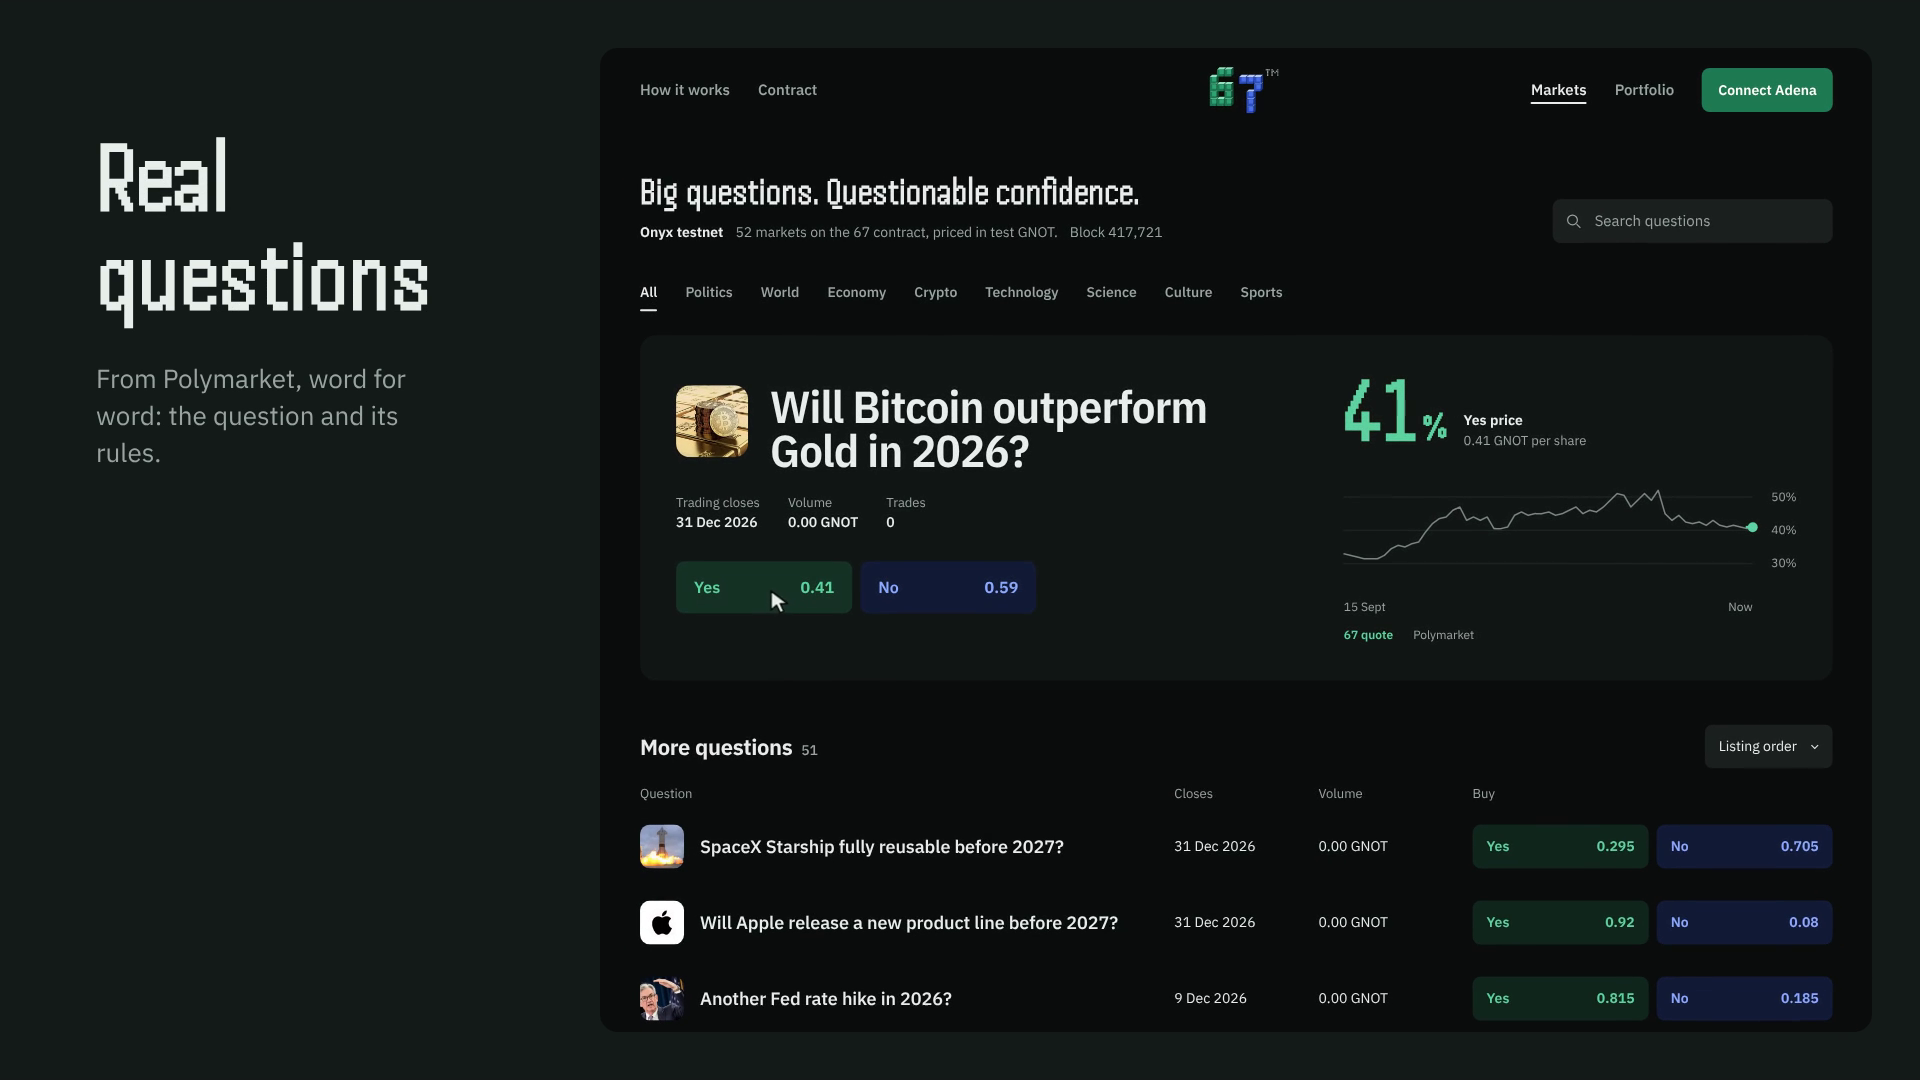 Real
questions
From Polymarket, word for
word: the question and its
rules.
How it works Contract 67™ Markets Portfolio Connect Adena
Big questions. Questionable confidence.
Onyx testnet 52 markets on the 67 contract, priced in test GNOT. Block 417,721
Search questions
All Politics World Economy Crypto Technology Science Culture Sports
Will Bitcoin outperform
Gold in 2026?
Trading closes Volume Trades
31 Dec 2026 0.00 GNOT 0
Yes 0.41 No 0.59
41% Yes price
0.41 GNOT per share
50%
40%
30%
15 Sept Now
67 quote Polymarket
More questions 51 Listing order
Question Closes Volume Buy
SpaceX Starship fully reusable before 2027? 31 Dec 2026 0.00 GNOT Yes 0.295 No 0.705
Will Apple release a new product line before 2027? 31 Dec 2026 0.00 GNOT Yes 0.92 No 0.08
Another Fed rate hike in 2026? 9 Dec 2026 0.00 GNOT Yes 0.815 No 0.185